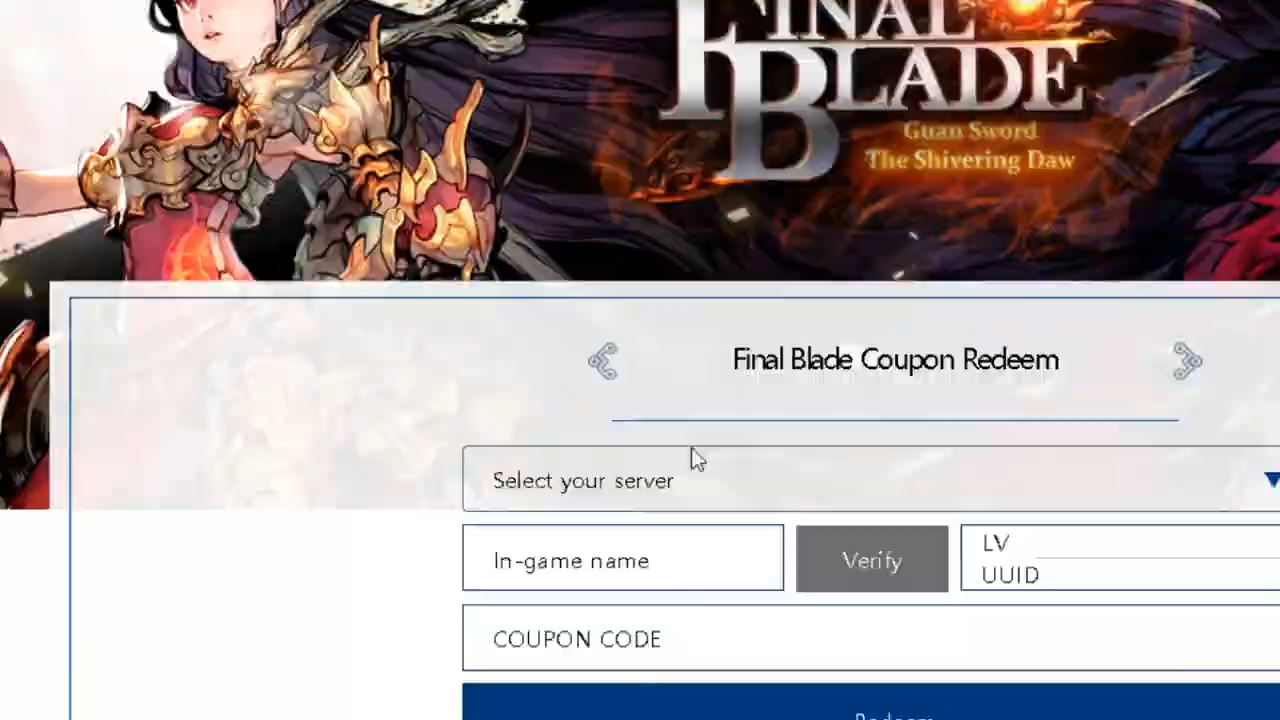 FINAL
BLADE
Guan Sword
The Shivering Daw
Final Blade Coupon Redeem
Select your server
In-game name
Verify
LV
UUID
COUPON CODE
Redeem